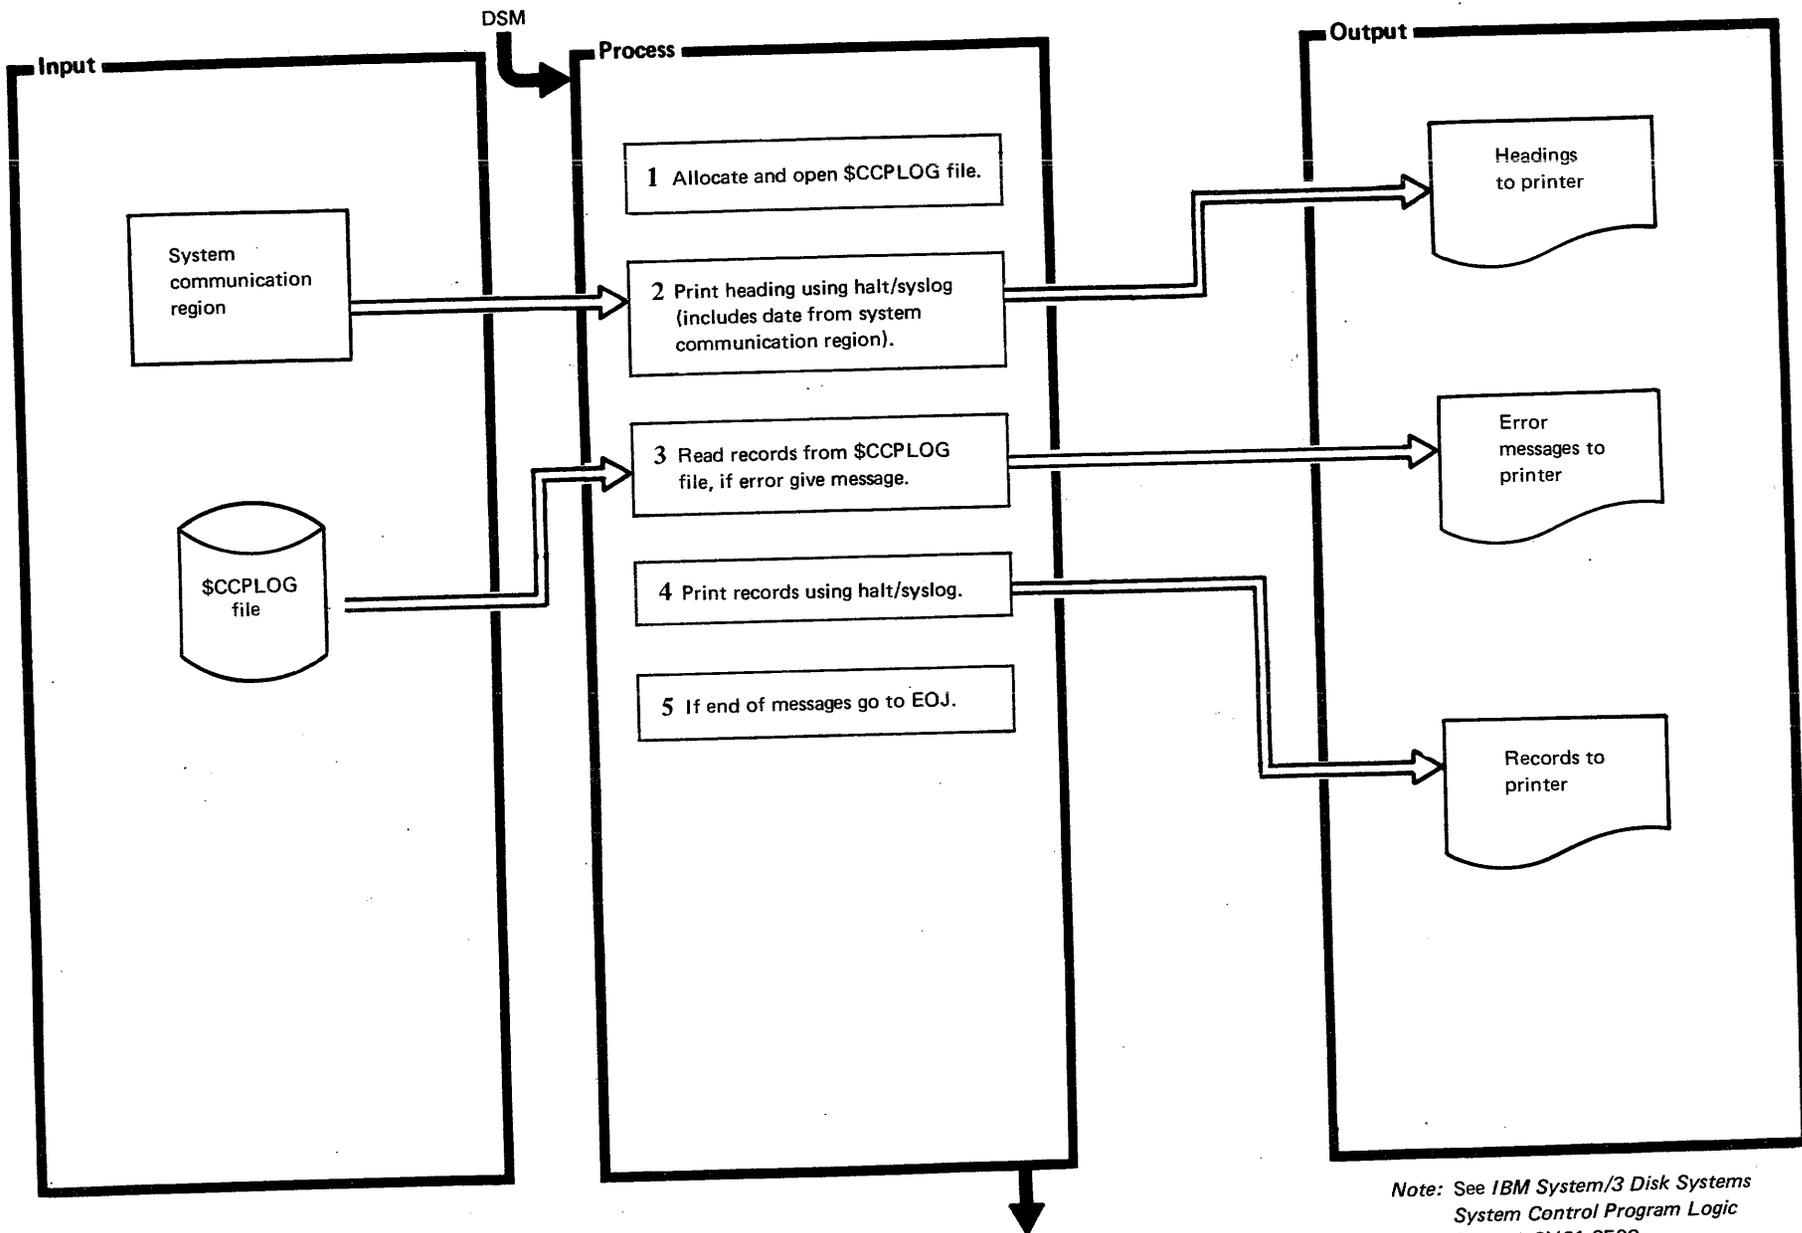 DSM
Input
System
communication
region
$CCPLOG
file
Process
1 Allocate and open $CCPLOG file.
2 Print heading using halt/syslog
(includes date from system
communication region).
3 Read records from $CCPLOG
file, if error give message.
4 Print records using halt/syslog.
5 If end of messages go to EOJ.
Output
Headings
to printer
Error
messages to
printer
Records to
printer
Note: See IBM System/3 Disk Systems
System Control Program Logic